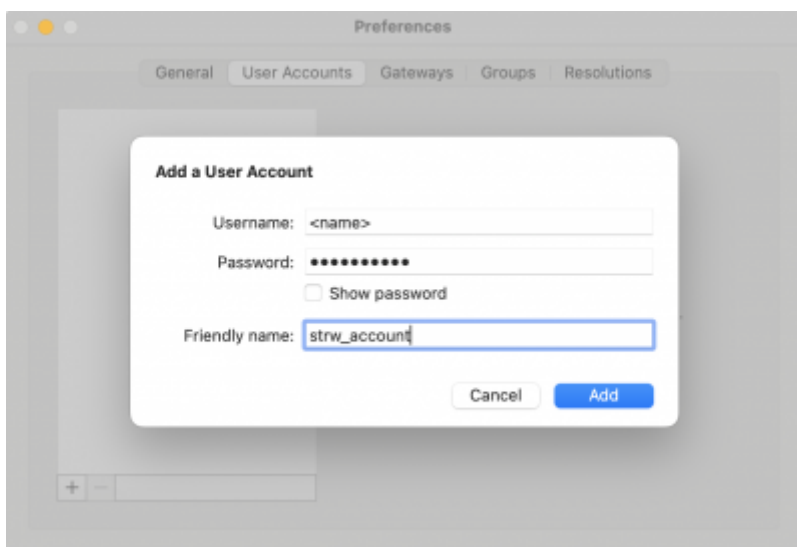 Preferences
General User Accounts Gateways Groups Resolutions
Add a User Account
Username: <name>
Password: ••••••••••
Show password
Friendly name: strw_account
Cancel Add
+ −